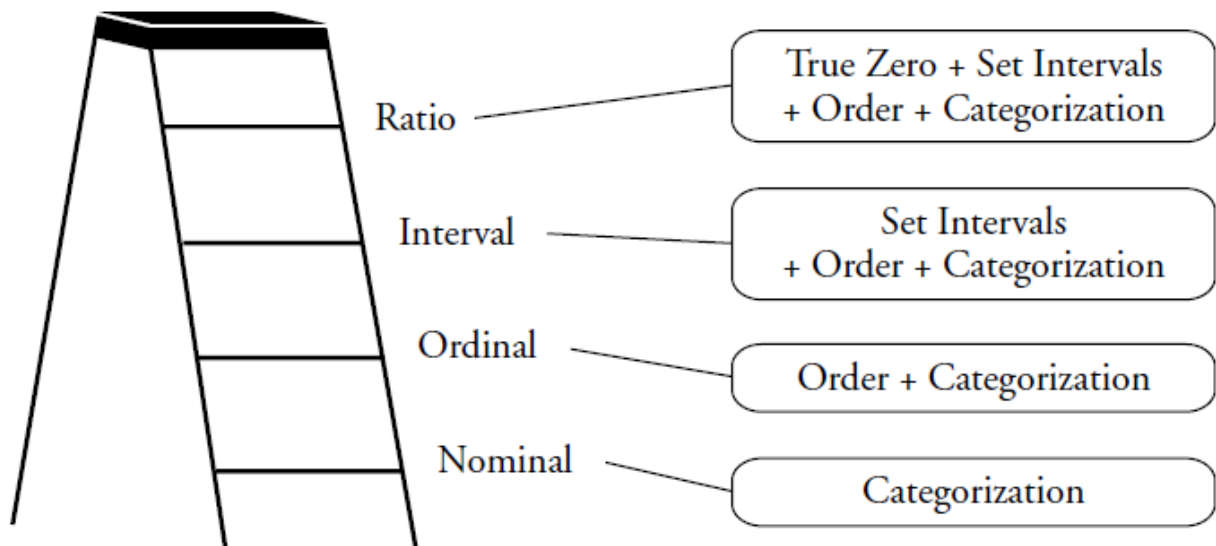 Ratio
True Zero + Set Intervals
+ Order + Categorization
Interval
Set Intervals
+ Order + Categorization
Ordinal
Order + Categorization
Nominal
Categorization